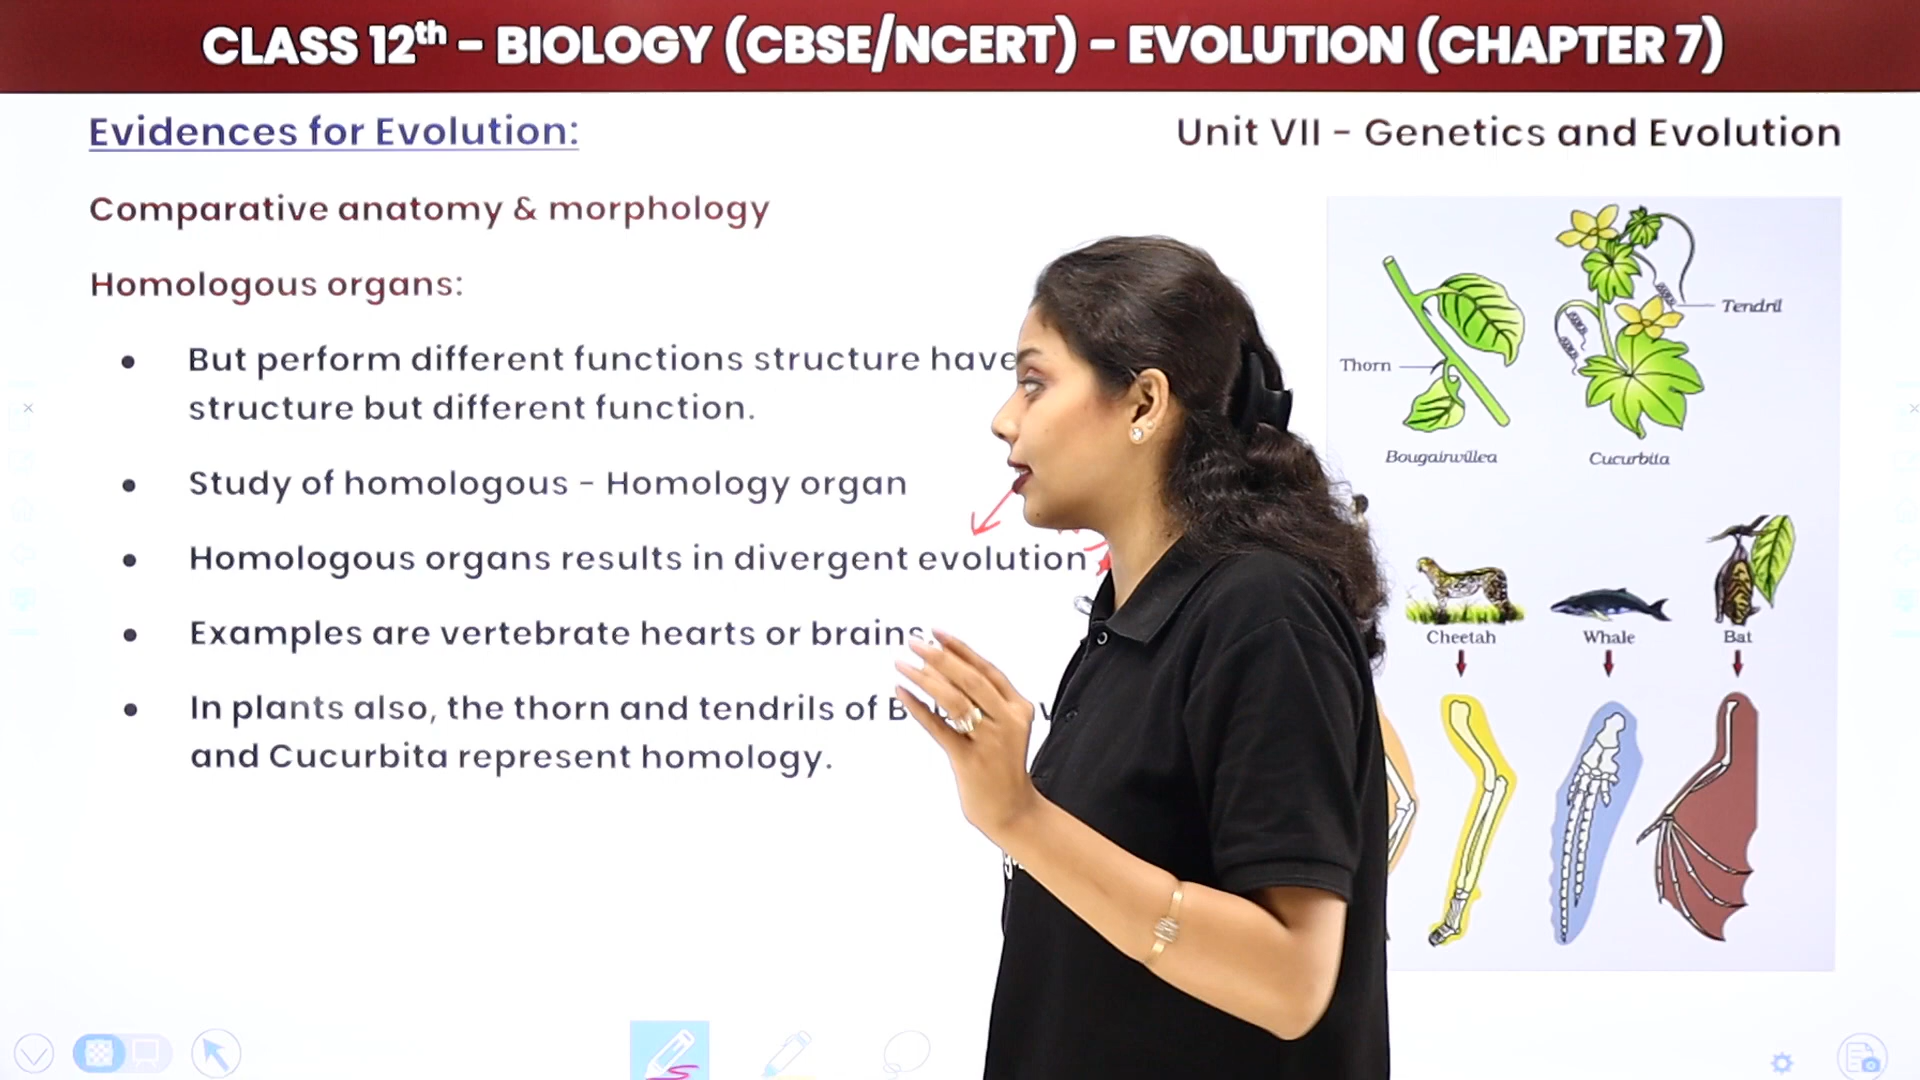 CLASS 12th - BIOLOGY (CBSE/NCERT) - EVOLUTION (CHAPTER 7)
Evidences for Evolution:
Unit VII - Genetics and Evolution
Comparative anatomy & morphology
Homologous organs:
But perform different functions structure have
structure but different function.
Study of homologous - Homology organ
Homologous organs results in divergent evolution
Examples are vertebrate hearts or brains.
In plants also, the thorn and tendrils of
and Cucurbita represent homology.
Tendril
Thorn
Bougainvillea
Cucurbita
Cheetah
Whale
Bat